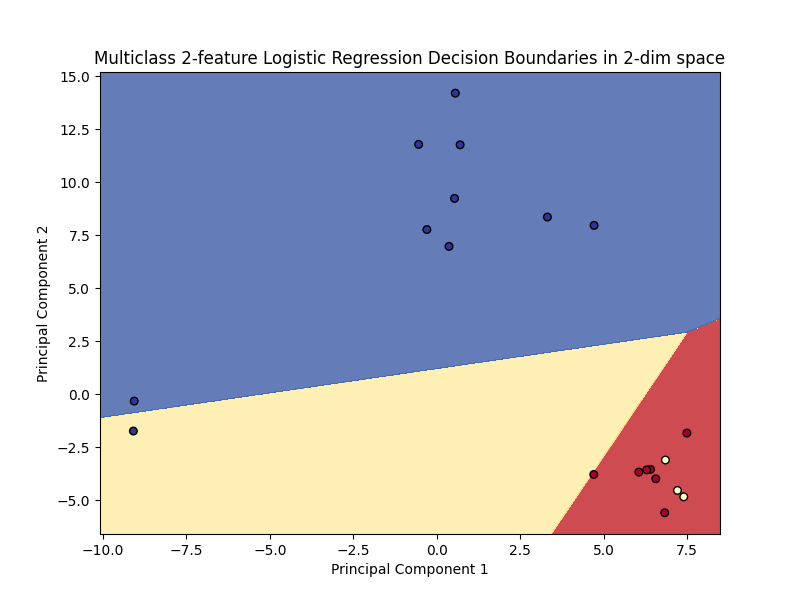 Multiclass 2-feature Logistic Regression Decision Boundaries in 2-dim space
15.0
12.5
10.0
7.5
5.0
2.5
0.0
−2.5
−5.0
Principal Component 2
−10.0 −7.5 −5.0 −2.5 0.0 2.5 5.0 7.5
Principal Component 1